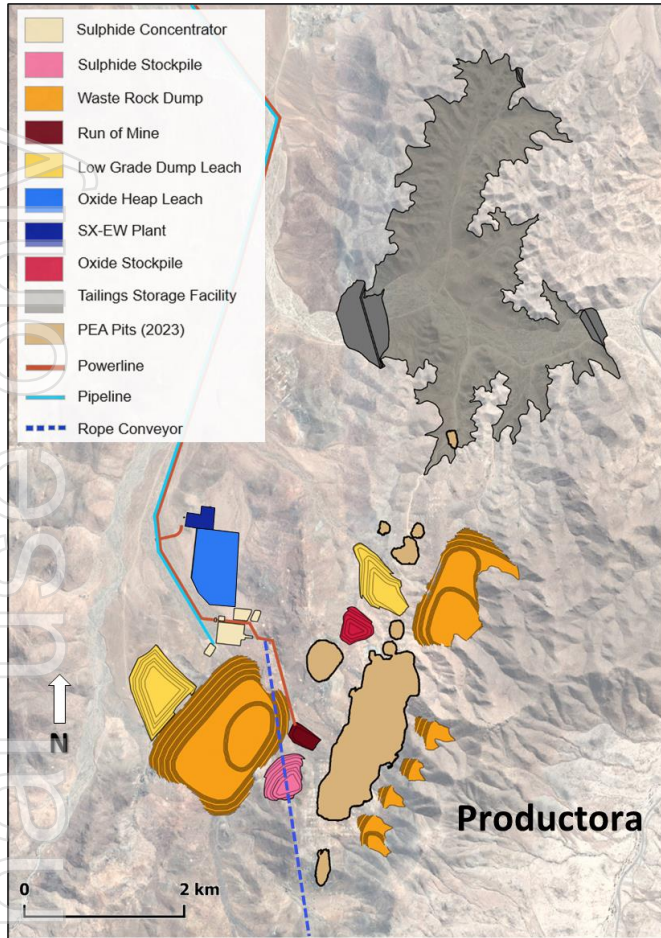 Sulphide Concentrator
Sulphide Stockpile
Waste Rock Dump
Run of Mine
Low Grade Dump Leach
Oxide Heap Leach
SX-EW Plant
Oxide Stockpile
Tailings Storage Facility
PEA Pits (2023)
Powerline
Pipeline
Rope Conveyor
N
Productora
0 2 km